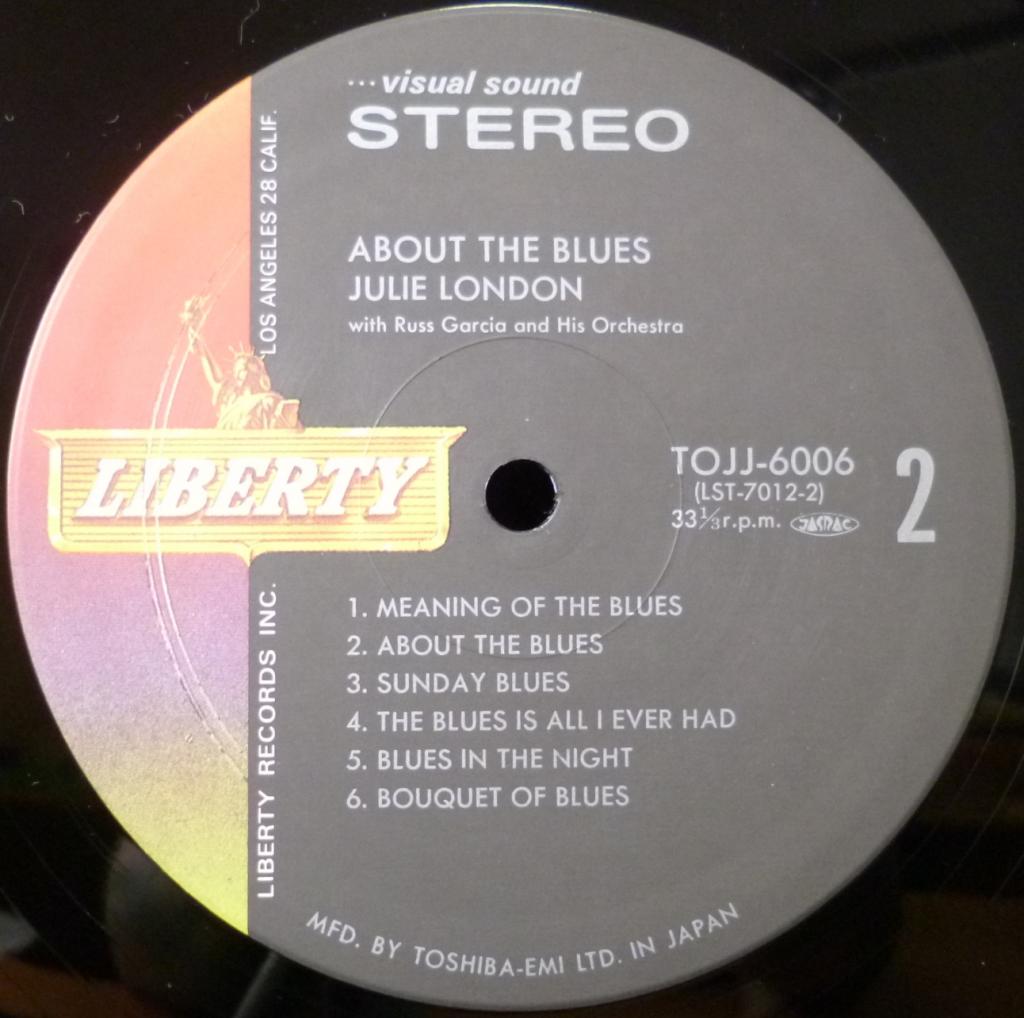 ...visual sound
STEREO
LOS ANGELES 28 CALIF.
ABOUT THE BLUES
JULIE LONDON
with Russ Garcia and His Orchestra
LIBERTY
TOJJ-6006
(LST-7012-2)
33⅓r.p.m. JASRAC
2
LIBERTY RECORDS INC.
1. MEANING OF THE BLUES
2. ABOUT THE BLUES
3. SUNDAY BLUES
4. THE BLUES IS ALL I EVER HAD
5. BLUES IN THE NIGHT
6. BOUQUET OF BLUES
MFD. BY TOSHIBA-EMI LTD. IN JAPAN